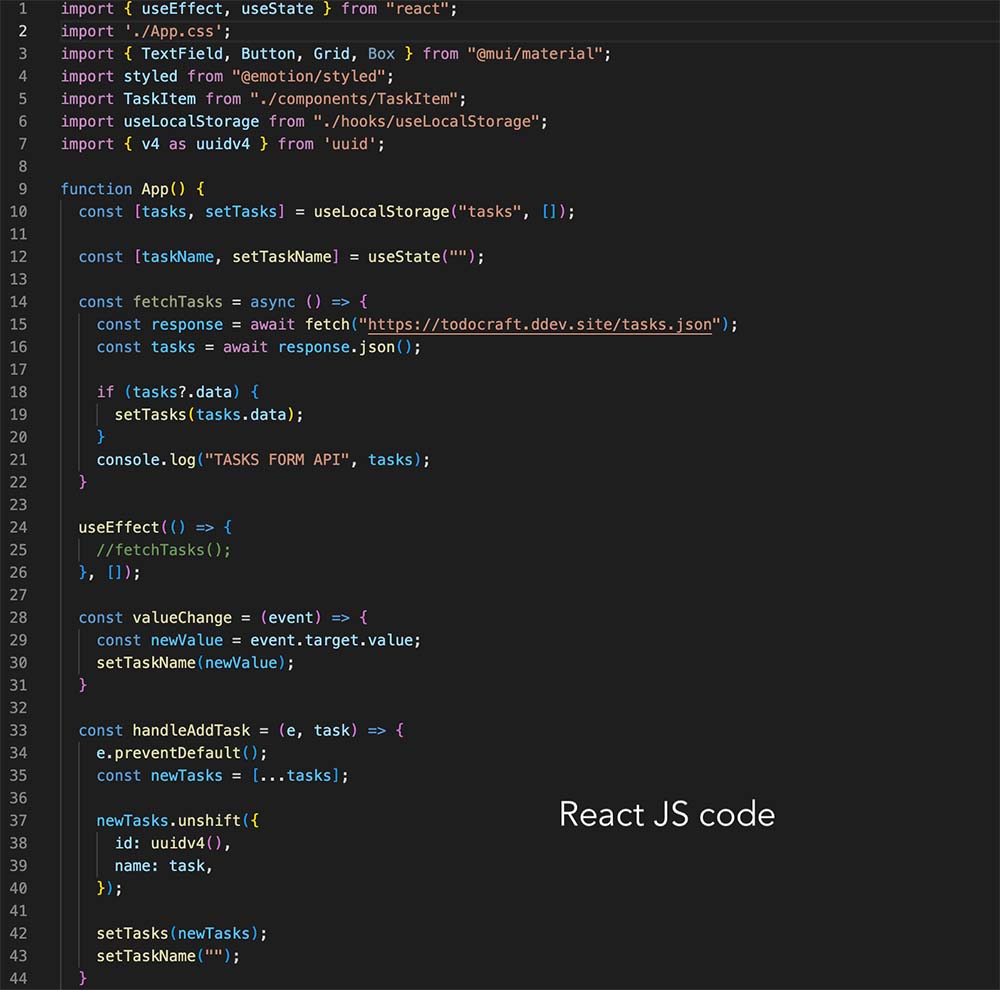 1 import { useEffect, useState } from "react";
2 import './App.css';
3 import { TextField, Button, Grid, Box } from "@mui/material";
4 import styled from "@emotion/styled";
5 import TaskItem from "./components/TaskItem";
6 import useLocalStorage from "./hooks/useLocalStorage";
7 import { v4 as uuidv4 } from 'uuid';
8
9 function App() {
10 const [tasks, setTasks] = useLocalStorage("tasks", []);
11
12 const [taskName, setTaskName] = useState("");
13
14 const fetchTasks = async () => {
15 const response = await fetch("https://todocraft.ddev.site/tasks.json");
16 const tasks = await response.json();
17
18 if (tasks?.data) {
19 setTasks(tasks.data);
20 }
21 console.log("TASKS FORM API", tasks);
22 }
23
24 useEffect(() => {
25 //fetchTasks();
26 }, []);
27
28 const valueChange = (event) => {
29 const newValue = event.target.value;
30 setTaskName(newValue);
31 }
32
33 const handleAddTask = (e, task) => {
34 e.preventDefault();
35 const newTasks = [...tasks];
36
37 newTasks.unshift({
38 id: uuidv4(),
39 name: task,
40 });
41
42 setTasks(newTasks);
43 setTaskName("");
44 }
React JS code